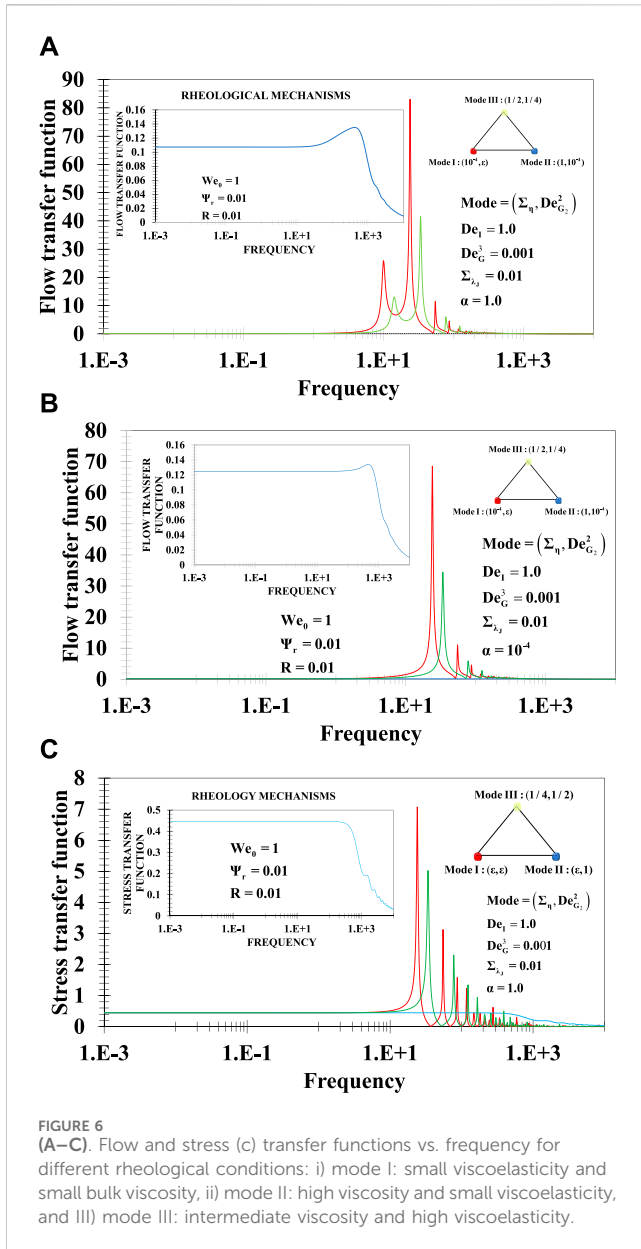 A
90
80
70
60
50
40
30
20
10
0
Flow transfer function
1.E-3 1.E-1 1.E+1 1.E+3
Frequency
RHEOLOGICAL MECHANISMS
0.16
0.14
0.12
0.1
0.08
0.06
0.04
0.02
0
FLOW TRANSFER FUNCTION
We₀ = 1
Ψᵣ = 0.01
R = 0.01
1.E-3 1.E-1 1.E+1 1.E+3
FREQUENCY
Mode III : (1 / 2, 1 / 4)
Mode I : (10⁻⁴, ε) Mode II : (1, 10⁻⁴)
Mode = (Σ_η, De²_G₂)
De_I = 1.0
De³_G = 0.001
Σ_λ_J = 0.01
α = 1.0
B
80
70
60
50
40
30
20
10
0
Flow transfer function
1.E-3 1.E-1 1.E+1 1.E+3
Frequency
0.16
0.14
0.12
0.1
0.08
0.06
0.04
0.02
0
FLOW TRANSFER
FUNCTION
1.E-3 1.E-1 1.E+1 1.E+3
FREQUENCY
We₀ = 1
Ψᵣ = 0.01
R = 0.01
Mode III : (1 / 2, 1 / 4)
Mode I : (10⁻⁴, ε) Mode II : (1, 10⁻⁴)
Mode = (Σ_η, De²_G₂)
De_I = 1.0
De³_G = 0.001
Σ_λ_J = 0.01
α = 10⁻⁴
C
8
7
6
5
4
3
2
1
0
Stress transfer function
1.E-3 1.E-1 1.E+1 1.E+3
Frequency
RHEOLOGY MECHANISMS
0.5
0.4
0.3
0.2
0.1
0
STRESS TRANSFER
FUNCTION
We₀ = 1
Ψᵣ = 0.01
R = 0.01
1.E-3 1.E-1 1.E+1 1.E+3
FREQUENCY
Mode III : (1 / 4, 1 / 2)
Mode I : (ε, ε) Mode II : (ε, 1)
Mode = (Σ_η, De²_G₂)
De_I = 1.0
De³_G = 0.001
Σ_λ_J = 0.01
α = 1.0
FIGURE 6
(A–C). Flow and stress (c) transfer functions vs. frequency for
different rheological conditions: i) mode I: small viscoelasticity and
small bulk viscosity, ii) mode II: high viscosity and small viscoelasticity,
and III) mode III: intermediate viscosity and high viscoelasticity.